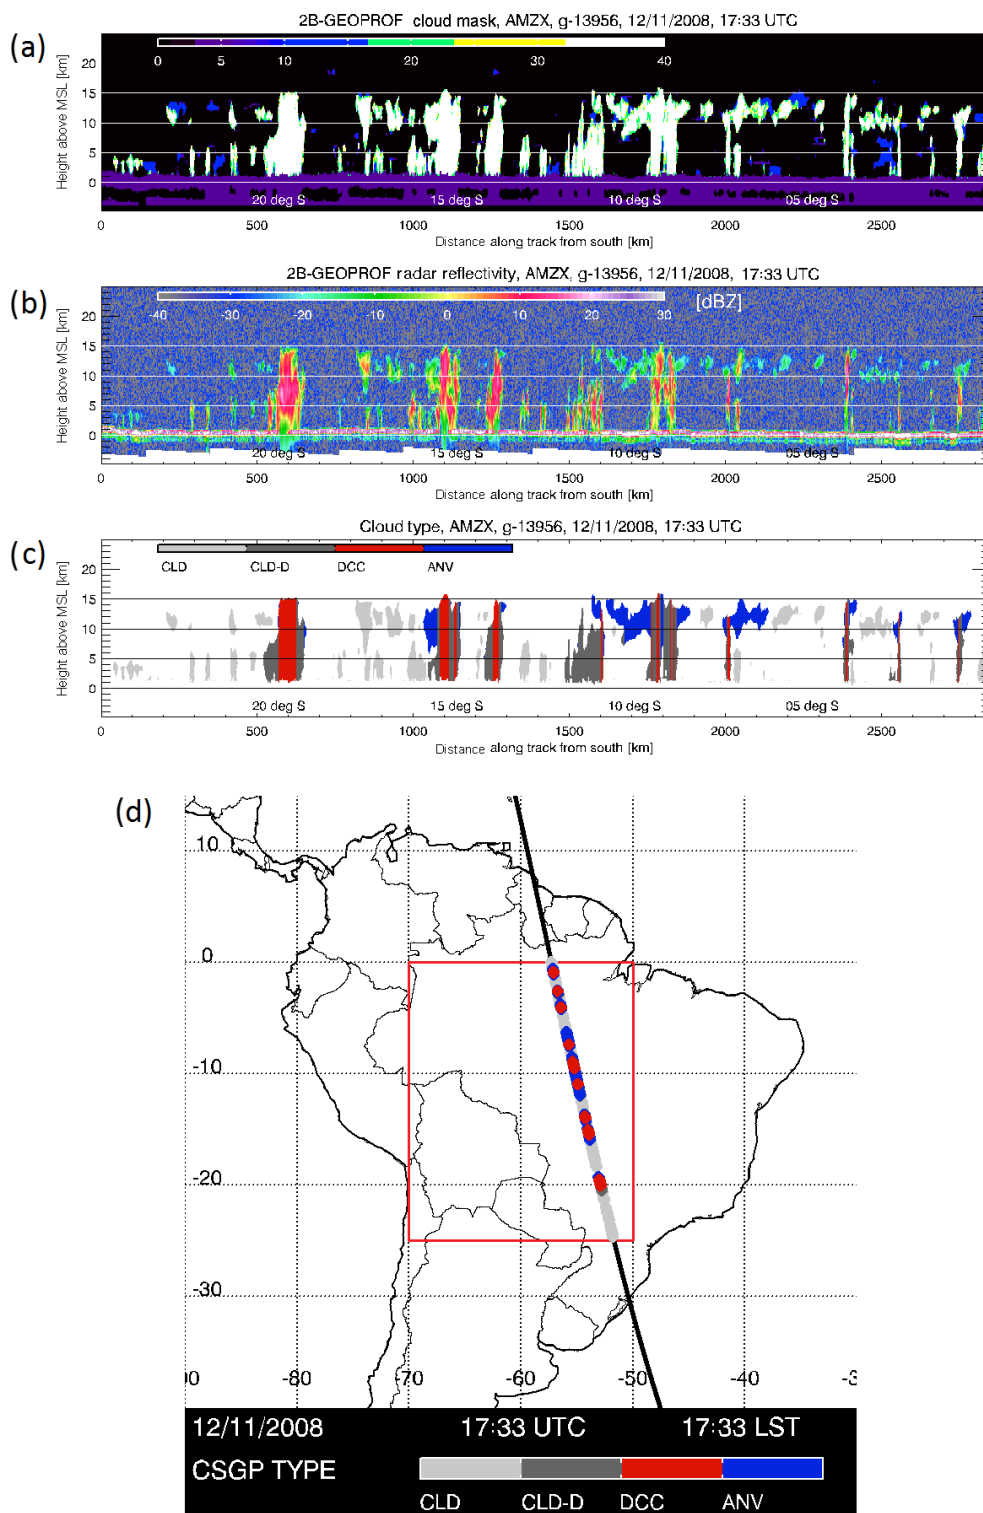 (a)
2B-GEOPROF cloud mask, AMZX, g-13956, 12/11/2008, 17:33 UTC
0 5 10 20 30 40
Height above MSL [km]
20
15
10
5
0
20 deg S 15 deg S 10 deg S 05 deg S
0 500 1000 1500 2000 2500
Distance along track from south [km]
(b)
2B-GEOPROF radar reflectivity, AMZX, g-13956, 12/11/2008, 17:33 UTC
-40 -30 -20 -10 0 10 20 30 [dBZ]
Height above MSL [km]
20
15
10
5
0
20 deg S 15 deg S 10 deg S 05 deg S
0 500 1000 1500 2000 2500
Distance along track from south [km]
(c)
Cloud type, AMZX, g-13956, 12/11/2008, 17:33 UTC
CLD CLD-D DCC ANV
Height above MSL [km]
20
15
10
5
0
20 deg S 15 deg S 10 deg S 05 deg S
0 500 1000 1500 2000 2500
Distance along track from south [km]
(d)
10
0
-10
-20
-30
-80 -70 -60 -50 -40
12/11/2008 17:33 UTC 17:33 LST
CSGP TYPE
CLD CLD-D DCC ANV